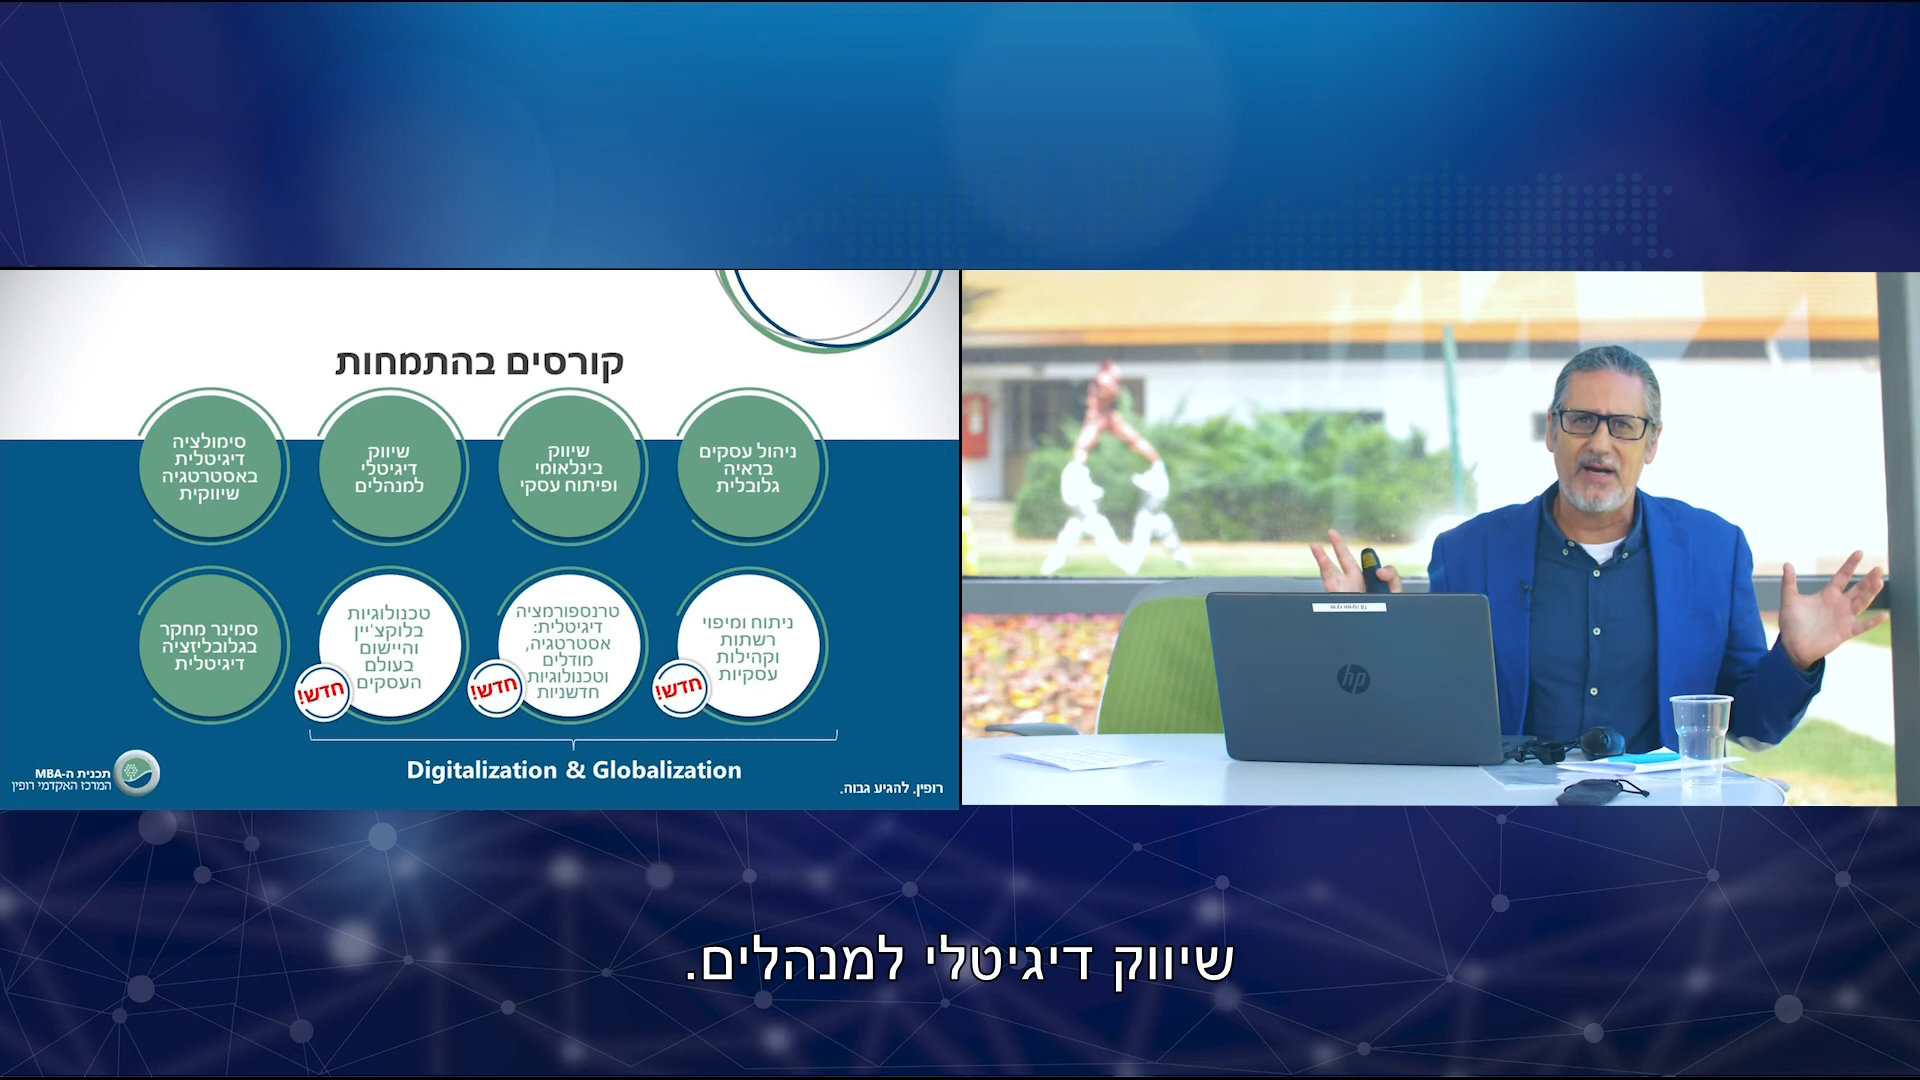 קורסים בהתמחות
ניהול עסקים
בראיה
גלובלית
שיווק
בינלאומי
ופיתוח עסקי
שיווק
דיגיטלי
למנהלים
סימולציה
דיגיטלית
באסטרטגיה
שיווקית
ניתוח ומיפוי
רשתות
וקהילות
עסקיות
חדש!
טרנספורמציה
דיגיטלית:
אסטרטגיה,
מודלים
וטכנולוגיות
חדשניות
חדש!
טכנולוגיות
בלוקצ'יין
והיישום
בעולם
העסקים
חדש!
סמינר מחקר
בגלובליזציה
דיגיטלית
Digitalization & Globalization
רופין. להגיע גבוה.
תכנית ה-MBA
המרכז האקדמי רופין
hp
שיווק דיגיטלי למנהלים.